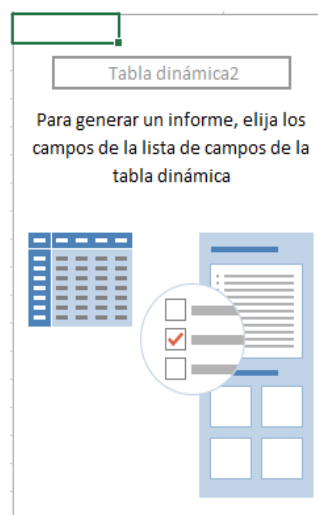 Tabla dinámica2
Para generar un informe, elija los
campos de la lista de campos de la
tabla dinámica